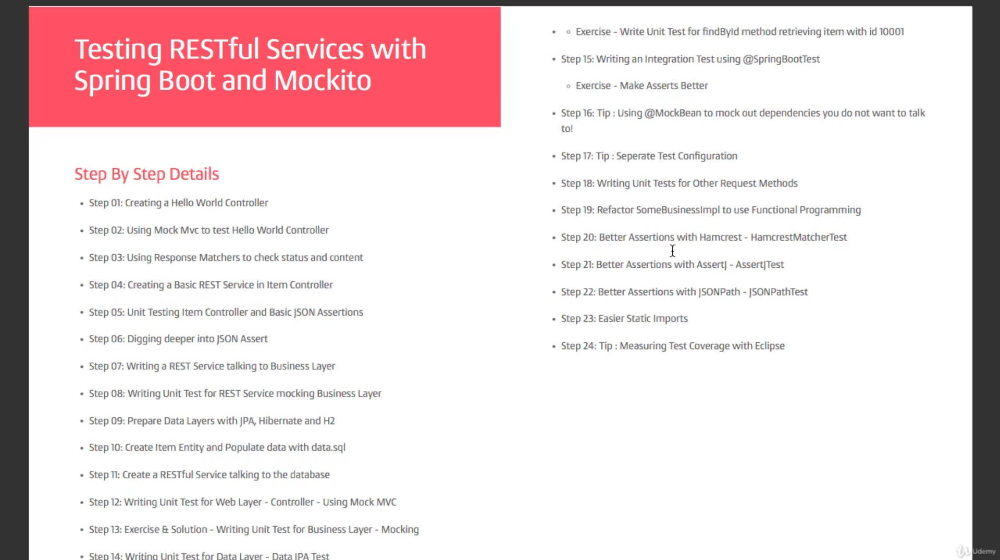 Testing RESTful Services with
Spring Boot and Mockito
Step By Step Details
• Step 01: Creating a Hello World Controller
• Step 02: Using Mock Mvc to test Hello World Controller
• Step 03: Using Response Matchers to check status and content
• Step 04: Creating a Basic REST Service in Item Controller
• Step 05: Unit Testing Item Controller and Basic JSON Assertions
• Step 06: Digging deeper into JSON Assert
• Step 07: Writing a REST Service talking to Business Layer
• Step 08: Writing Unit Test for REST Service mocking Business Layer
• Step 09: Prepare Data Layers with JPA, Hibernate and H2
• Step 10: Create Item Entity and Populate data with data.sql
• Step 11: Create a RESTful Service talking to the database
• Step 12: Writing Unit Test for Web Layer - Controller - Using Mock MVC
• Step 13: Exercise & Solution - Writing Unit Test for Business Layer - Mocking
• Step 14: Writing Unit Test for Data Layer - Data JPA Test
• ◦ Exercise - Write Unit Test for findById method retrieving item with id 10001
• Step 15: Writing an Integration Test using @SpringBootTest
◦ Exercise - Make Asserts Better
• Step 16: Tip : Using @MockBean to mock out dependencies you do not want to talk
to!
• Step 17: Tip : Seperate Test Configuration
• Step 18: Writing Unit Tests for Other Request Methods
• Step 19: Refactor SomeBusinessImpl to use Functional Programming
• Step 20: Better Assertions with Hamcrest - HamcrestMatcherTest
• Step 21: Better Assertions with AssertJ - AssertJTest
• Step 22: Better Assertions with JSONPath - JSONPathTest
• Step 23: Easier Static Imports
• Step 24: Tip : Measuring Test Coverage with Eclipse
Udemy